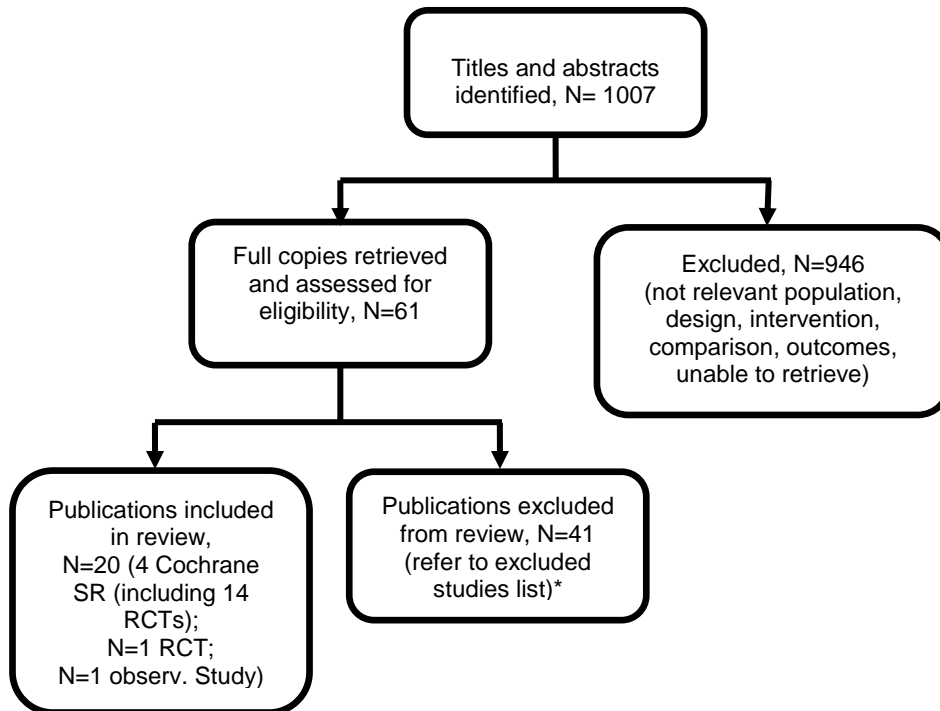 Titles and abstracts
identified, N= 1007
Full copies retrieved
and assessed for
eligibility, N=61
Excluded, N=946
(not relevant population,
design, intervention,
comparison, outcomes,
unable to retrieve)
Publications included
in review,
N=20 (4 Cochrane
SR (including 14
RCTs);
N=1 RCT;
N=1 observ. Study)
Publications excluded
from review, N=41
(refer to excluded
studies list)*